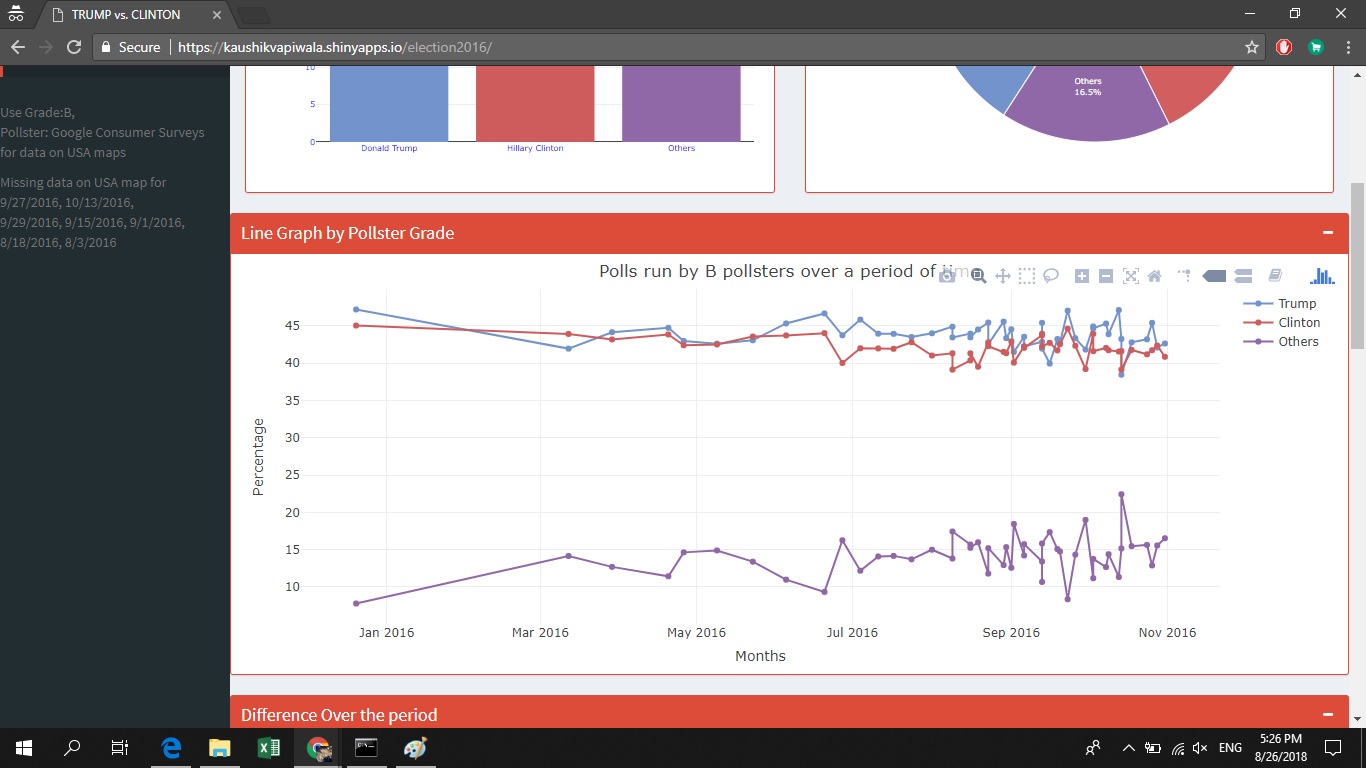 TRUMP vs. CLINTON
Secure
https://kaushikvapiwala.shinyapps.io/election2016/
Use Grade:B,
Pollster: Google Consumer Surveys
for data on USA maps
Missing data on USA map for
9/27/2016, 10/13/2016,
9/29/2016, 9/15/2016, 9/1/2016,
8/18/2016, 8/3/2016
10
5
0
Donald Trump
Hillary Clinton
Others
Others
16.5%
Line Graph by Pollster Grade
Polls run by B pollsters over a period of time
Trump
Clinton
Others
45
40
35
30
25
20
15
10
Percentage
Jan 2016
Mar 2016
May 2016
Jul 2016
Sep 2016
Nov 2016
Months
Difference Over the period
ENG
5:26 PM
8/26/2018